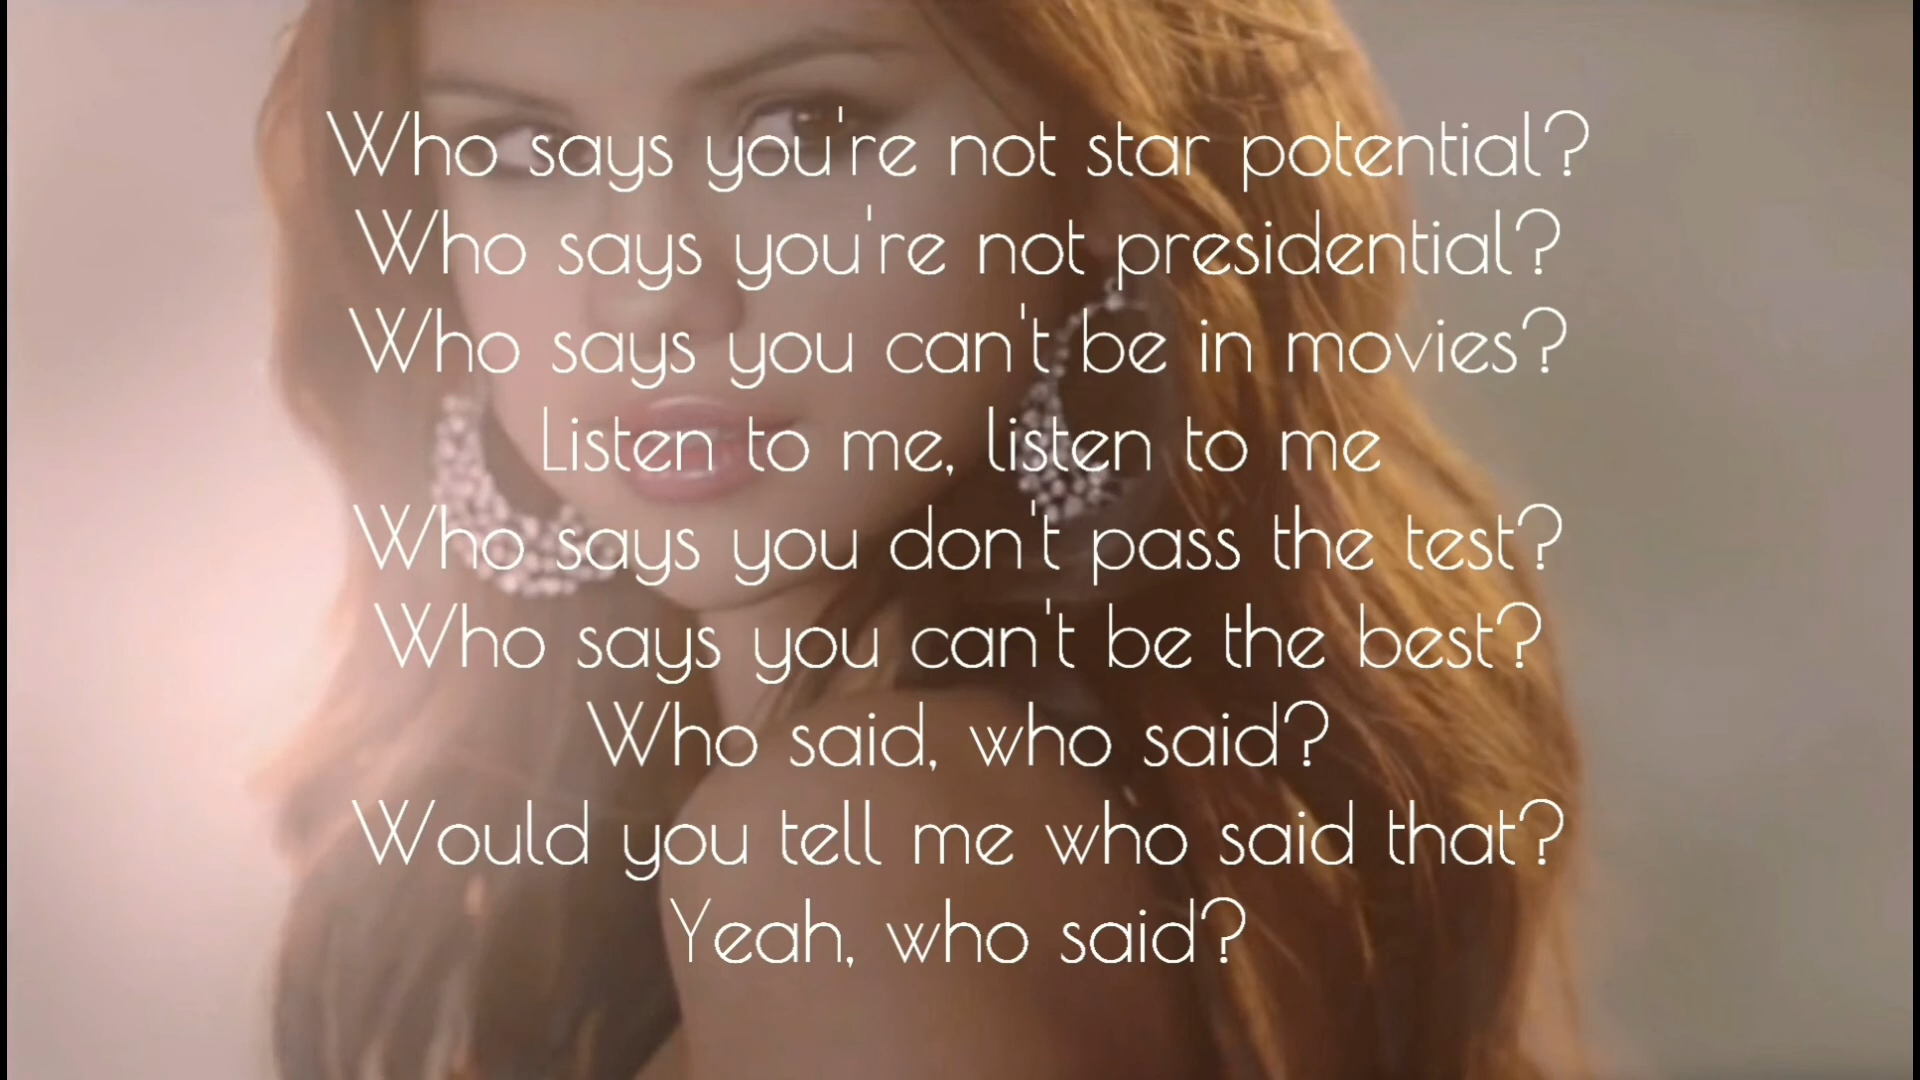 Who says you're not star potential?
Who says you're not presidential?
Who says you can't be in movies?
Listen to me, listen to me
Who says you don't pass the test?
Who says you can't be the best?
Who said, who said?
Would you tell me who said that?
Yeah, who said?